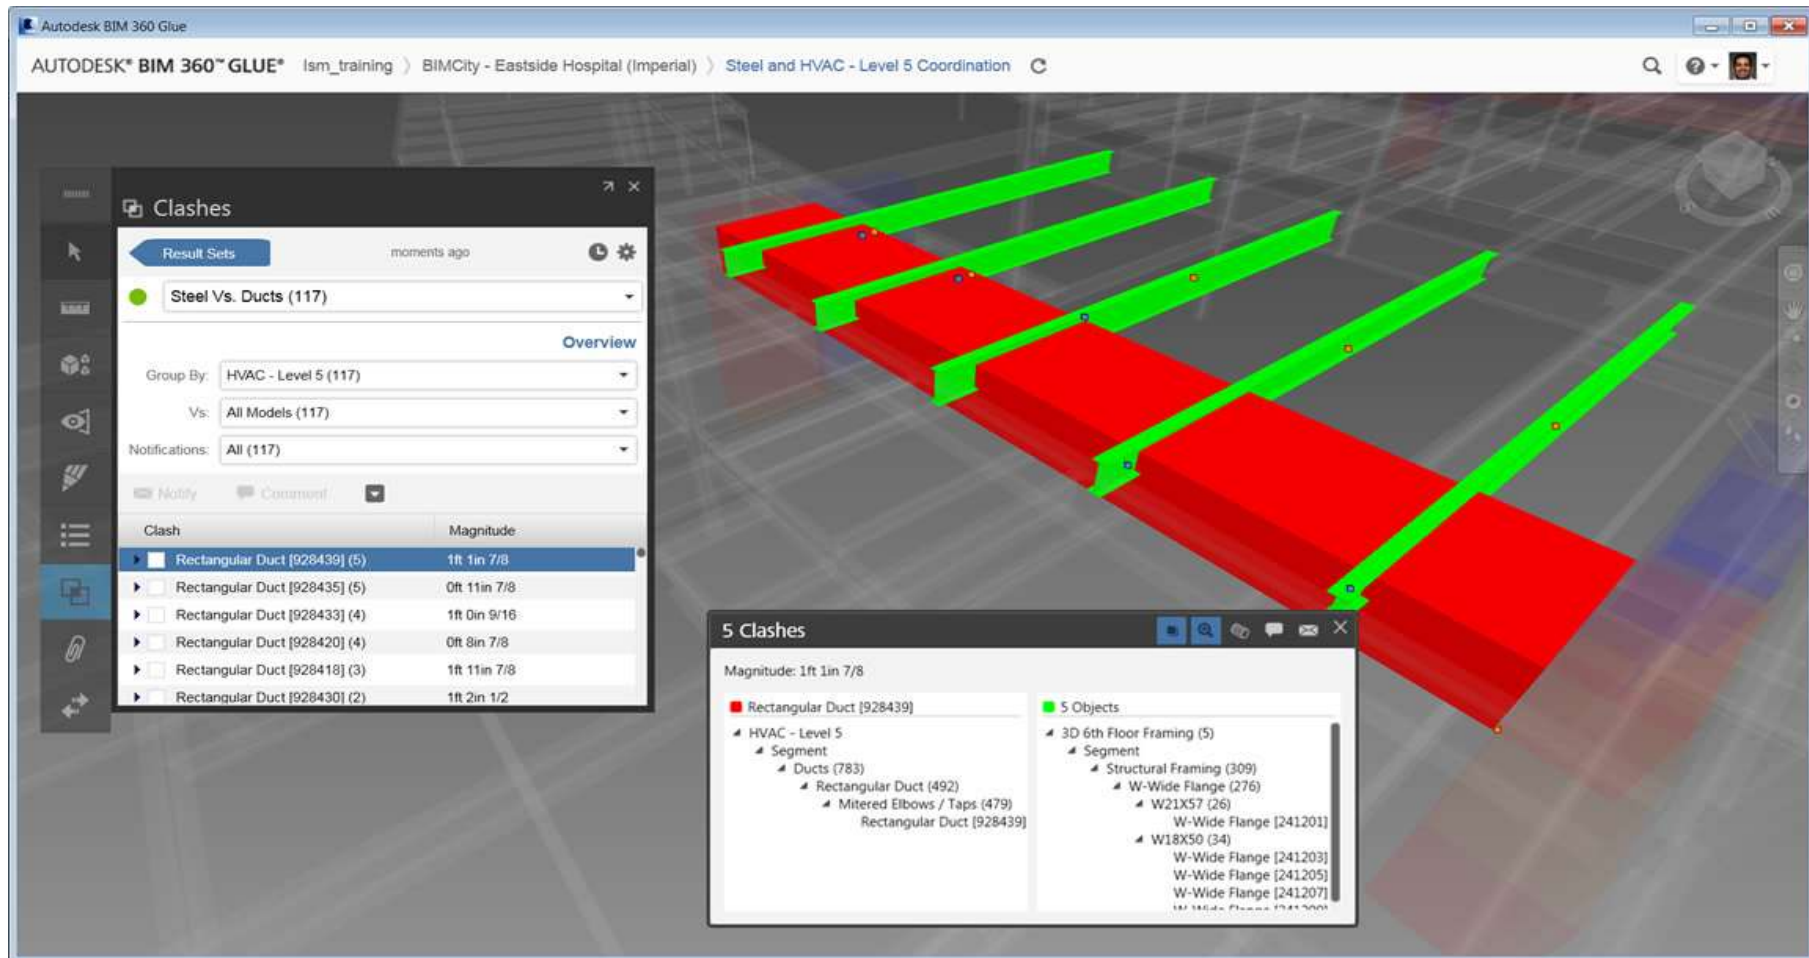 Autodesk BIM 360 Glue
AUTODESK® BIM 360™ GLUE® lsm_training 〉 BIMCity - Eastside Hospital (Imperial) 〉 Steel and HVAC - Level 5 Coordination
Clashes
Result Sets moments ago
Steel Vs. Ducts (117)
Overview
Group By: HVAC - Level 5 (117)
Vs: All Models (117)
Notifications: All (117)
Notify Comment
Clash Magnitude
Rectangular Duct [928439] (5) 1ft 1in 7/8
Rectangular Duct [928435] (5) 0ft 11in 7/8
Rectangular Duct [928433] (4) 1ft 0in 9/16
Rectangular Duct [928420] (4) 0ft 8in 7/8
Rectangular Duct [928418] (3) 1ft 11in 7/8
Rectangular Duct [928430] (2) 1ft 2in 1/2
5 Clashes
Magnitude: 1ft 1in 7/8
Rectangular Duct [928439]
HVAC - Level 5
Segment
Ducts (783)
Rectangular Duct (492)
Mitered Elbows / Taps (479)
Rectangular Duct [928439]
5 Objects
3D 6th Floor Framing (5)
Segment
Structural Framing (309)
W-Wide Flange (276)
W21X57 (26)
W-Wide Flange [241201]
W18X50 (34)
W-Wide Flange [241203]
W-Wide Flange [241205]
W-Wide Flange [241207]